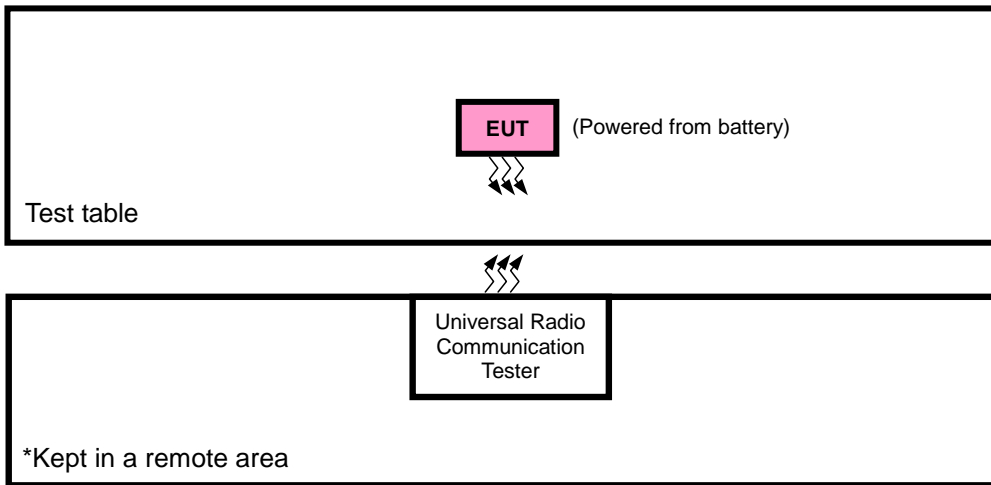 EUT
(Powered from battery)
Test table
Universal Radio
Communication
Tester
*Kept in a remote area